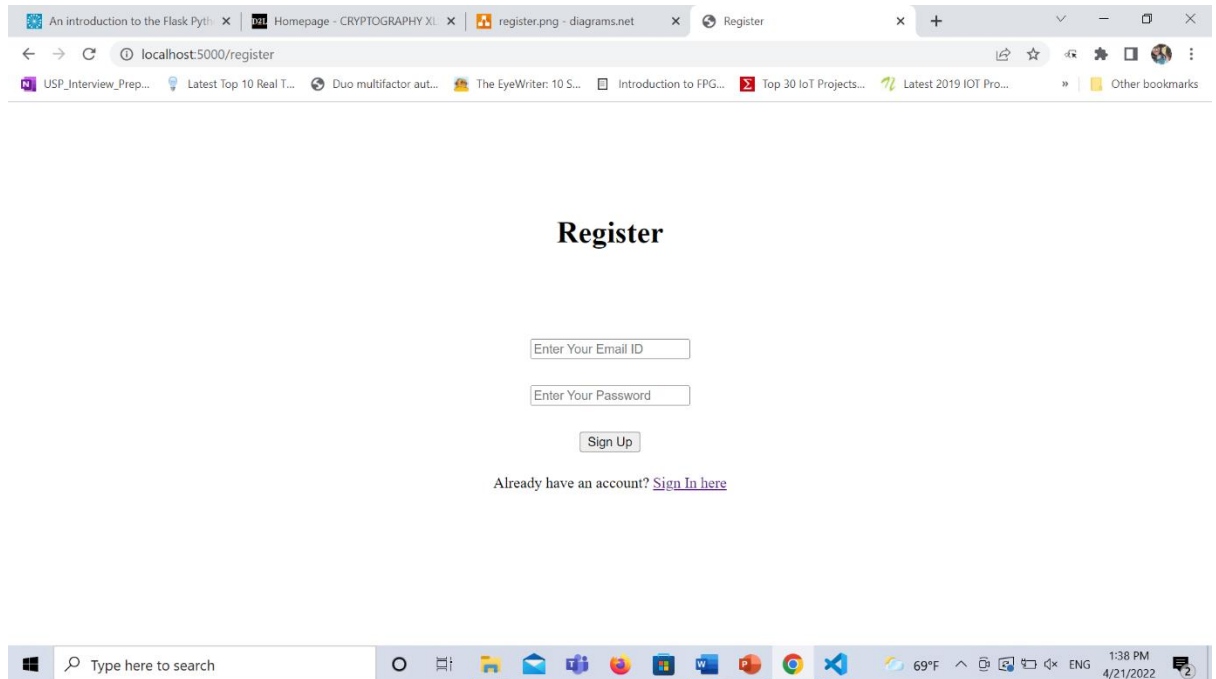 An introduction to the Flask Pyth
Homepage - CRYPTOGRAPHY XL
register.png - diagrams.net
Register
localhost:5000/register
USP_Interview_Prep...
Latest Top 10 Real T...
Duo multifactor aut...
The EyeWriter: 10 S...
Introduction to FPG...
Top 30 IoT Projects...
Latest 2019 IOT Pro...
»
Other bookmarks
Register
Enter Your Email ID
Enter Your Password
Sign Up
Already have an account? Sign In here
Type here to search
69°F
ENG
1:38 PM
4/21/2022
2